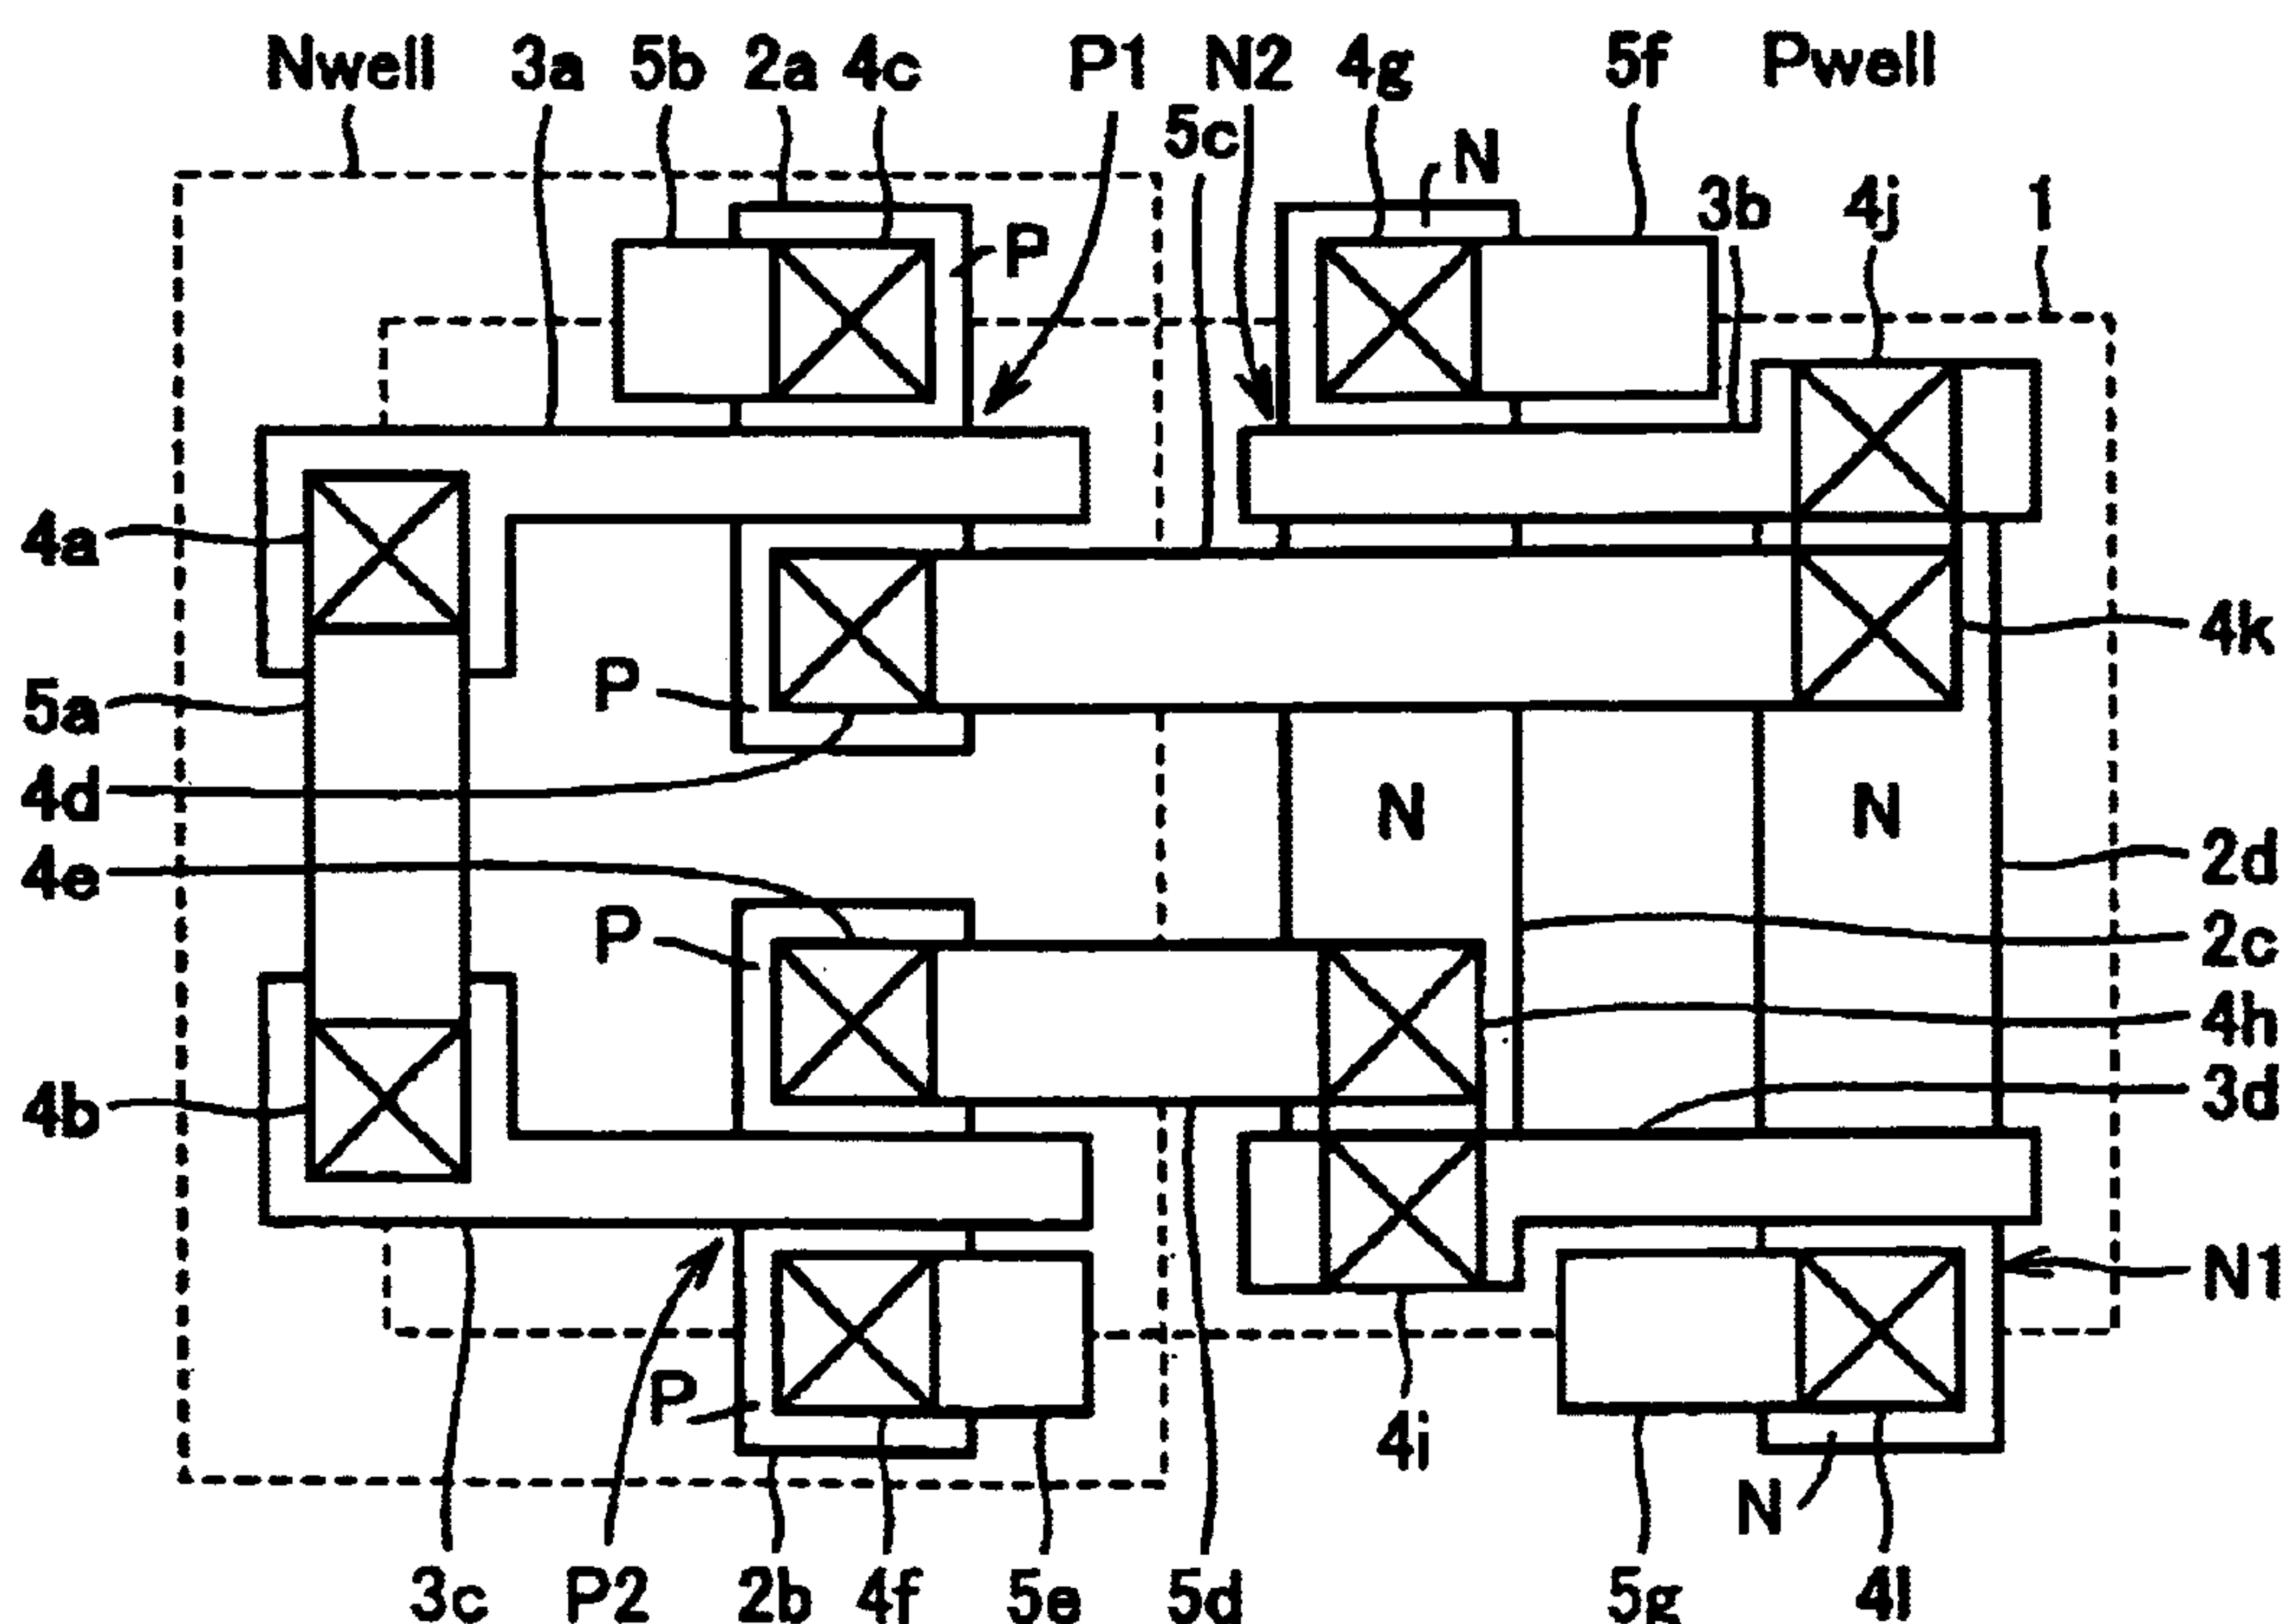 Nwell 3a 5b 2a 4c P1 N2 4g 5f Pwell
5c N
3b 4j 1
P
4a
4k
P
5a
4d
N N
4e
2d
P
2c
4h
4b
3d
N1
P
4i
N
3c P2 2b 4f 5e 5d 5g 4l